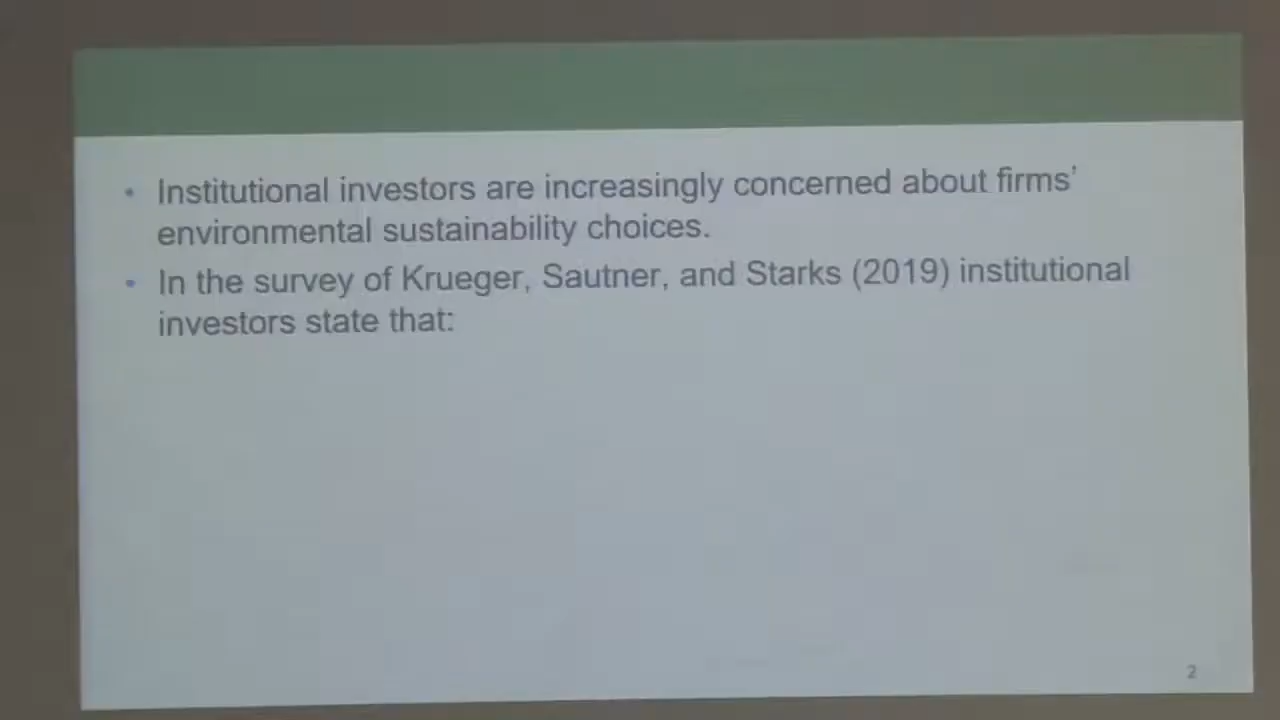 • Institutional investors are increasingly concerned about firms'
environmental sustainability choices.
• In the survey of Krueger, Sautner, and Starks (2019) institutional
investors state that:
2